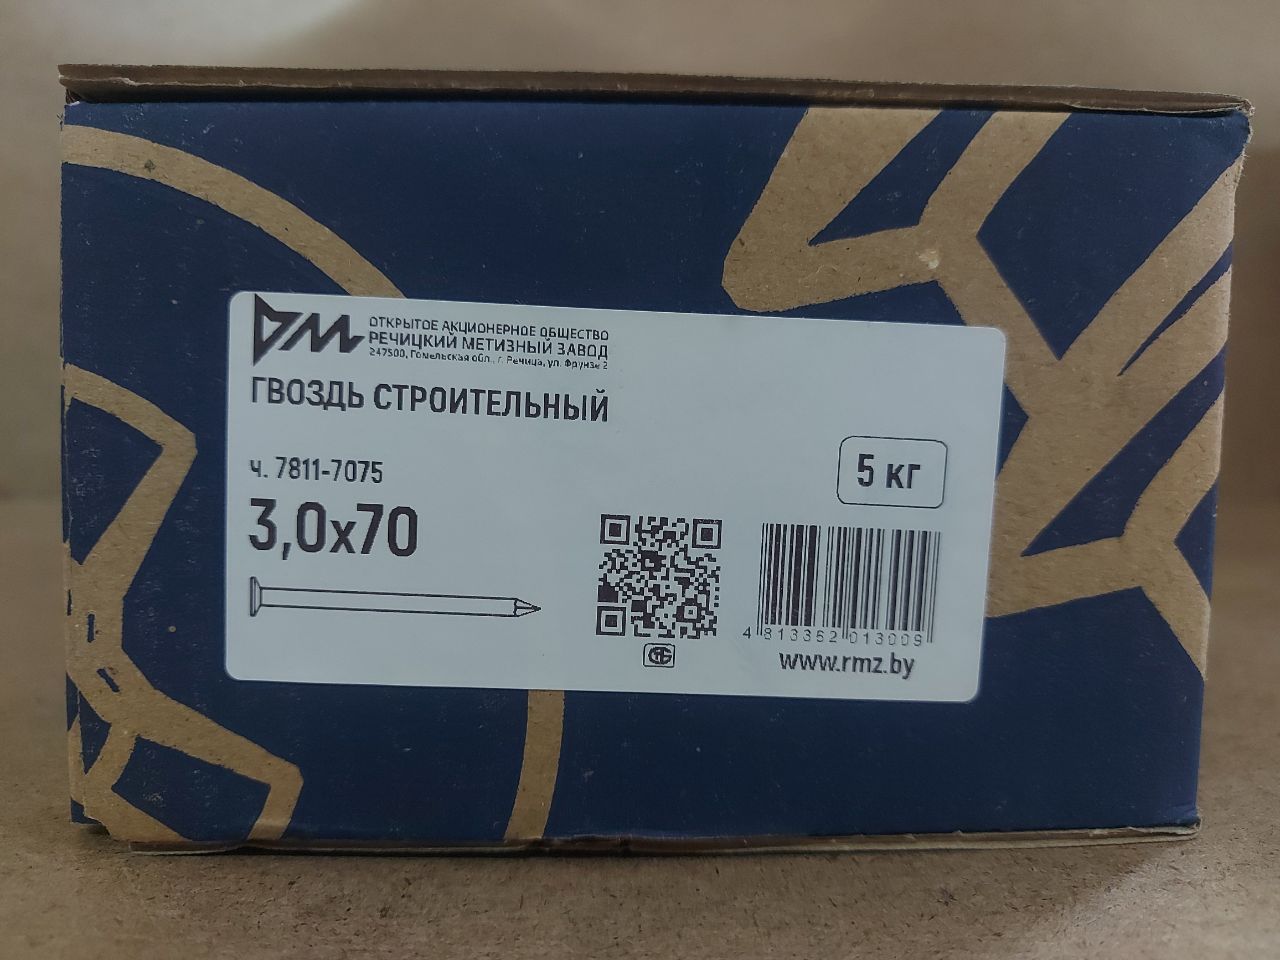 ОТКРЫТОЕ АКЦИОНЕРНОЕ ОБЩЕСТВО
РЕЧИЦКИЙ МЕТИЗНЫЙ ЗАВОД
247500, Гомельская обл., г. Речица, ул. Фрунзе 2
ГВОЗДЬ СТРОИТЕЛЬНЫЙ
ч. 7811-7075
5 кг
3,0х70
4 813352 013009
www.rmz.by